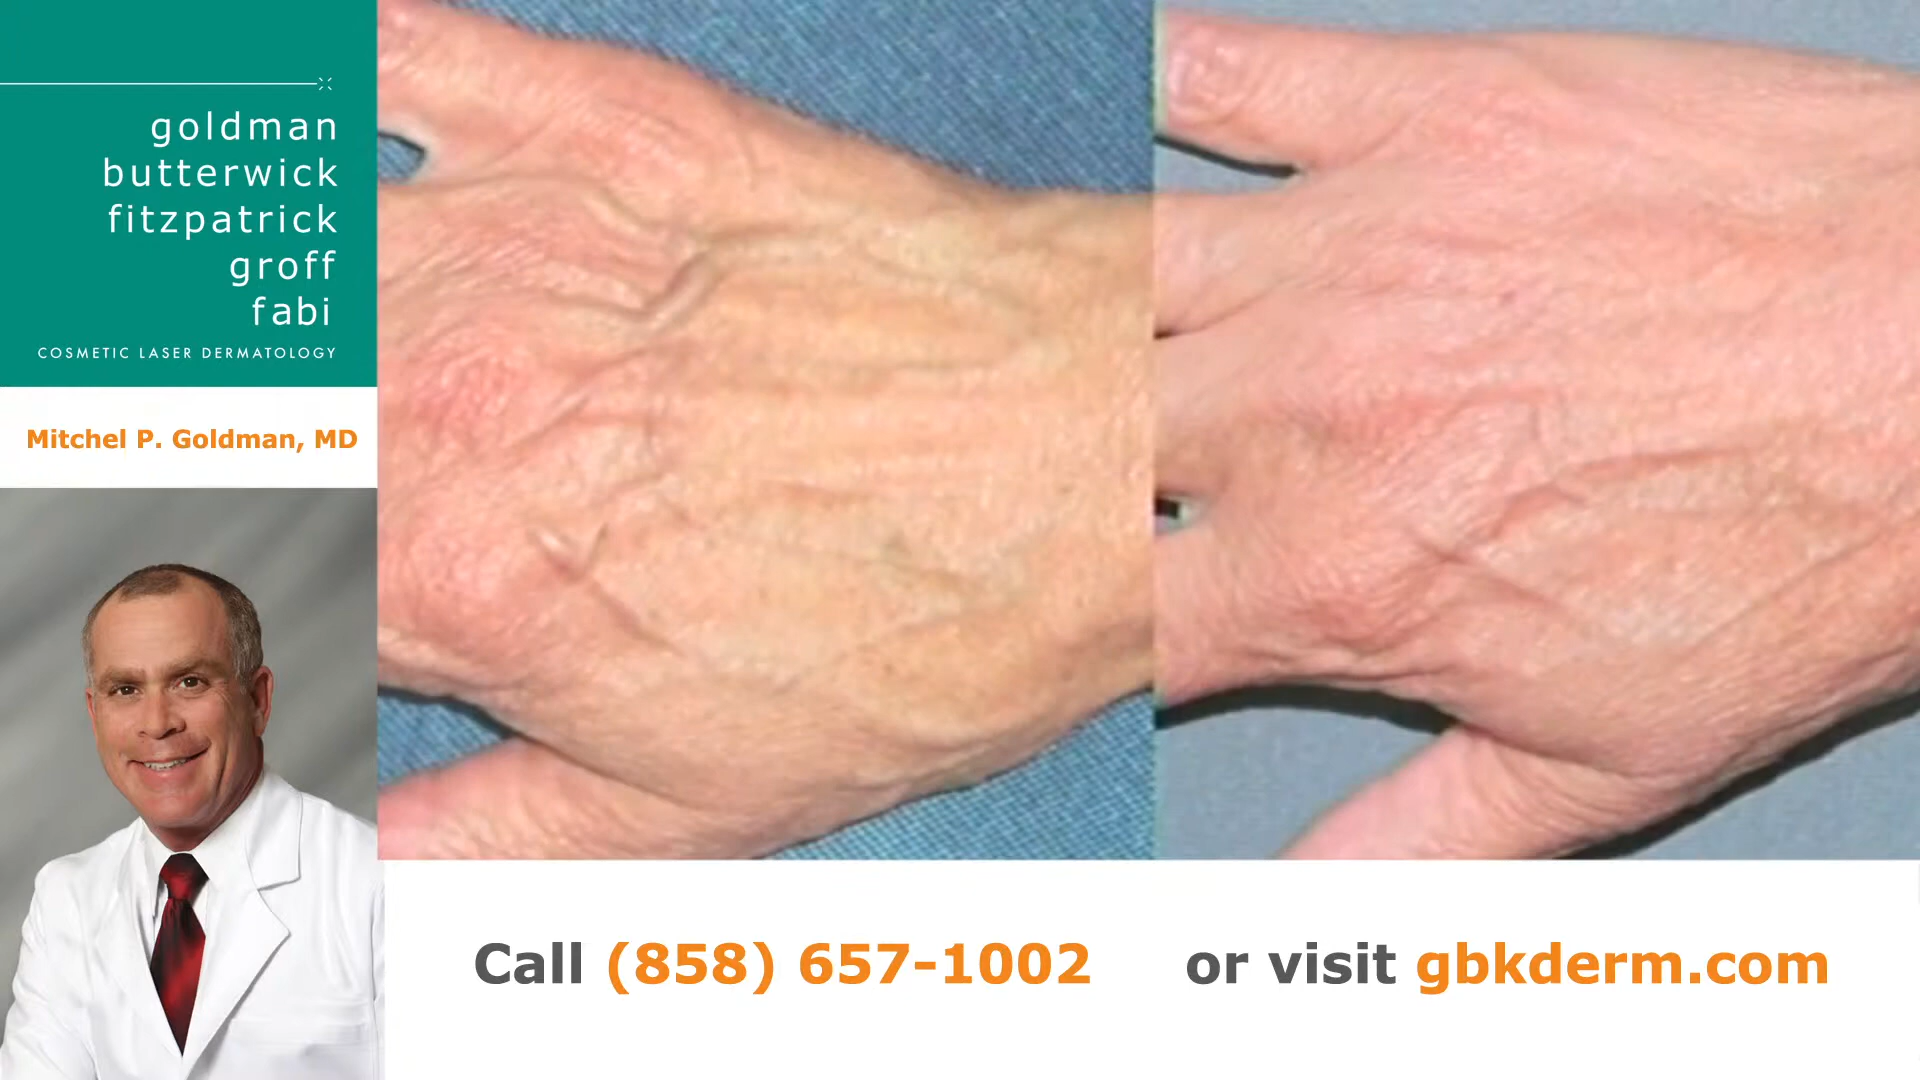 goldman
butterwick
fitzpatrick
groff
fabi
COSMETIC LASER DERMATOLOGY
Mitchel P. Goldman, MD
Call (858) 657-1002 or visit gbkderm.com